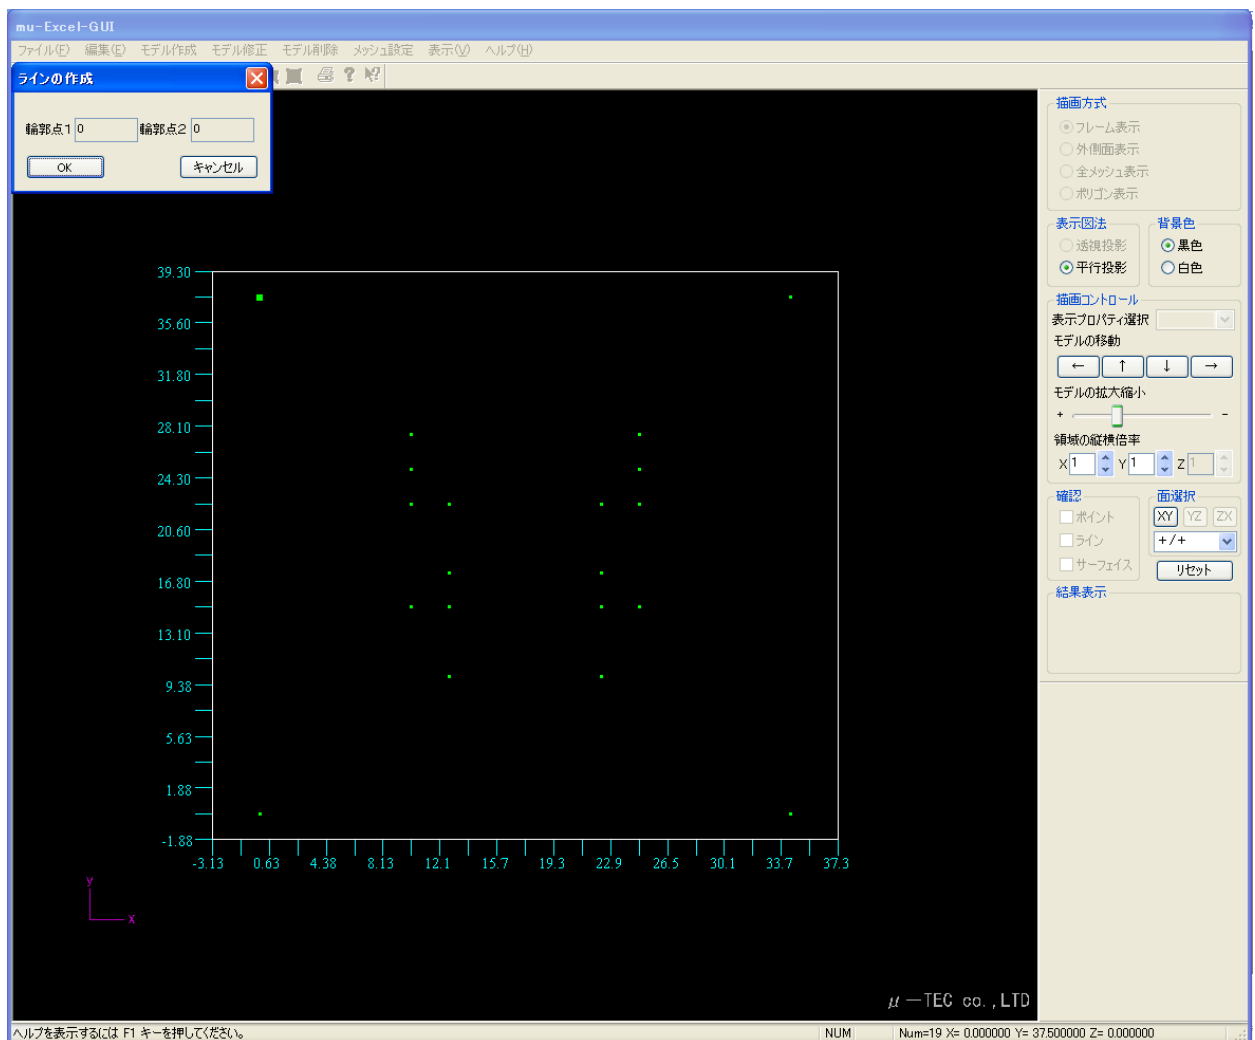 mu-Excel-GUI
ファイル(F) 編集(E) モデル作成 モデル修正 モデル削除 メッシュ設定 表示(V) ヘルプ(H)
ラインの作成
輪郭点1 0 輪郭点2 0
OK キャンセル
描画方式
フレーム表示
外側面表示
全メッシュ表示
ポリゴン表示
表示図法 背景色
透視投影 黒色
平行投影 白色
描画コントロール
表示プロパティ選択
モデルの移動
← ↑ ↓ →
モデルの拡大縮小
+ -
領域の縦横倍率
X 1 Y 1 Z 1
確認 面選択
ポイント XY YZ ZX
ライン +/+
サーフェイス リセット
結果表示
39.30
35.60
31.80
28.10
24.30
20.60
16.80
13.10
9.38
5.63
1.88
-1.88
-3.13 0.63 4.38 8.13 12.1 15.7 19.3 22.9 26.5 30.1 33.7 37.3
Y
X
μ-TEC co.,LTD
ヘルプを表示するには F1 キーを押してください。 NUM Num=19 X= 0.000000 Y= 37.500000 Z= 0.000000